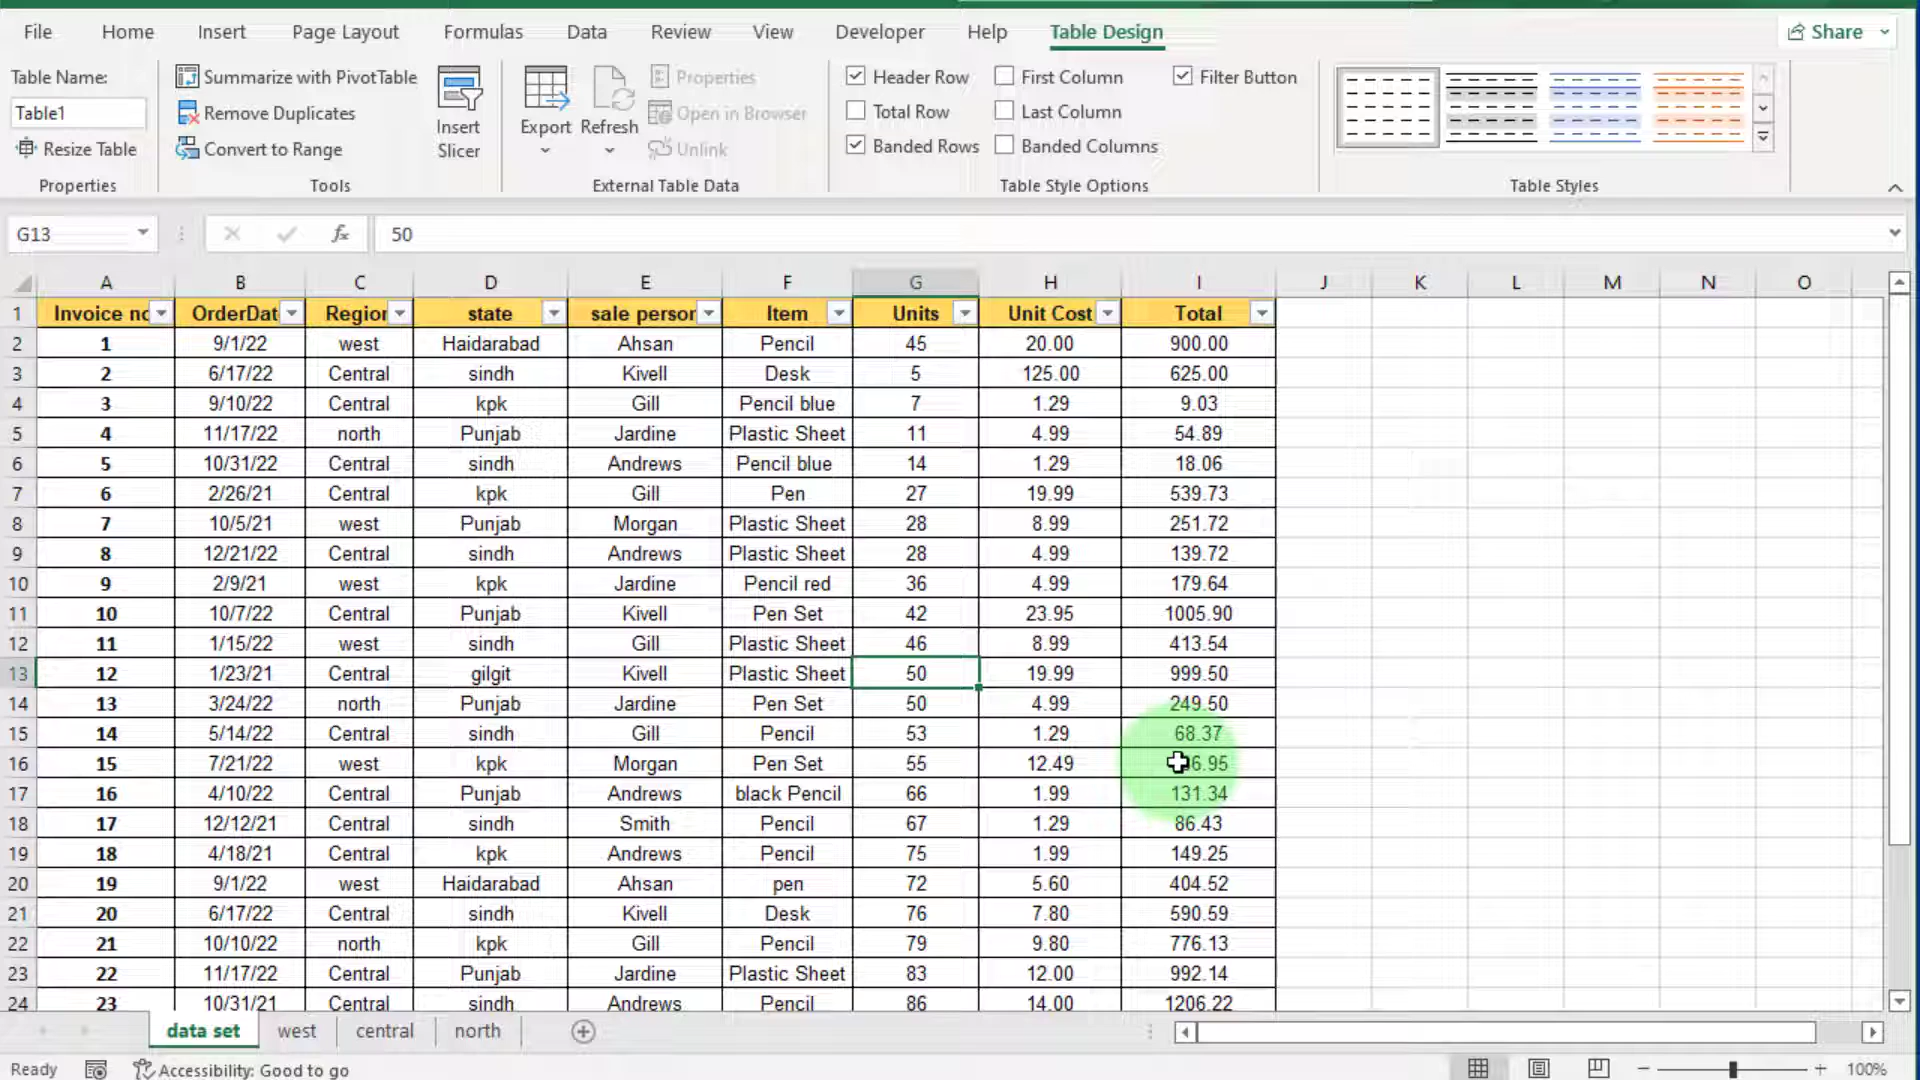 File Home Insert Page Layout Formulas Data Review View Developer Help Table Design Share
Table Name:
Table1
Resize Table
Properties
Summarize with PivotTable
Remove Duplicates
Convert to Range
Tools
Insert Slicer
Export Refresh
Properties
Open in Browser
Unlink
External Table Data
Header Row First Column Filter Button
Total Row Last Column
Banded Rows Banded Columns
Table Style Options
Table Styles
G13 fx 50
A B C D E F G H I J K L M N O
1 Invoice no OrderDat Region state sale person Item Units Unit Cost Total
2 1 9/1/22 west Haidarabad Ahsan Pencil 45 20.00 900.00
3 2 6/17/22 Central sindh Kivell Desk 5 125.00 625.00
4 3 9/10/22 Central kpk Gill Pencil blue 7 1.29 9.03
5 4 11/17/22 north Punjab Jardine Plastic Sheet 11 4.99 54.89
6 5 10/31/22 Central sindh Andrews Pencil blue 14 1.29 18.06
7 6 2/26/21 Central kpk Gill Pen 27 19.99 539.73
8 7 10/5/21 west Punjab Morgan Plastic Sheet 28 8.99 251.72
9 8 12/21/22 Central sindh Andrews Plastic Sheet 28 4.99 139.72
10 9 2/9/21 west kpk Jardine Pencil red 36 4.99 179.64
11 10 10/7/22 Central Punjab Kivell Pen Set 42 23.95 1005.90
12 11 1/15/22 west sindh Gill Plastic Sheet 46 8.99 413.54
13 12 1/23/21 Central gilgit Kivell Plastic Sheet 50 19.99 999.50
14 13 3/24/22 north Punjab Jardine Pen Set 50 4.99 249.50
15 14 5/14/22 Central sindh Gill Pencil 53 1.29 68.37
16 15 7/21/22 west kpk Morgan Pen Set 55 12.49
17 16 4/10/22 Central Punjab Andrews black Pencil 66 1.99 131.34
18 17 12/12/21 Central sindh Smith Pencil 67 1.29 86.43
19 18 4/18/21 Central kpk Andrews Pencil 75 1.99 149.25
20 19 9/1/22 west Haidarabad Ahsan pen 72 5.60 404.52
21 20 6/17/22 Central sindh Kivell Desk 76 7.80 590.59
22 21 10/10/22 north kpk Gill Pencil 79 9.80 776.13
23 22 11/17/22 Central Punjab Jardine Plastic Sheet 83 12.00 992.14
24 23 10/31/21 Central sindh Andrews Pencil 86 14.00 1206.22
data set west central north
Ready Accessibility: Good to go 100%